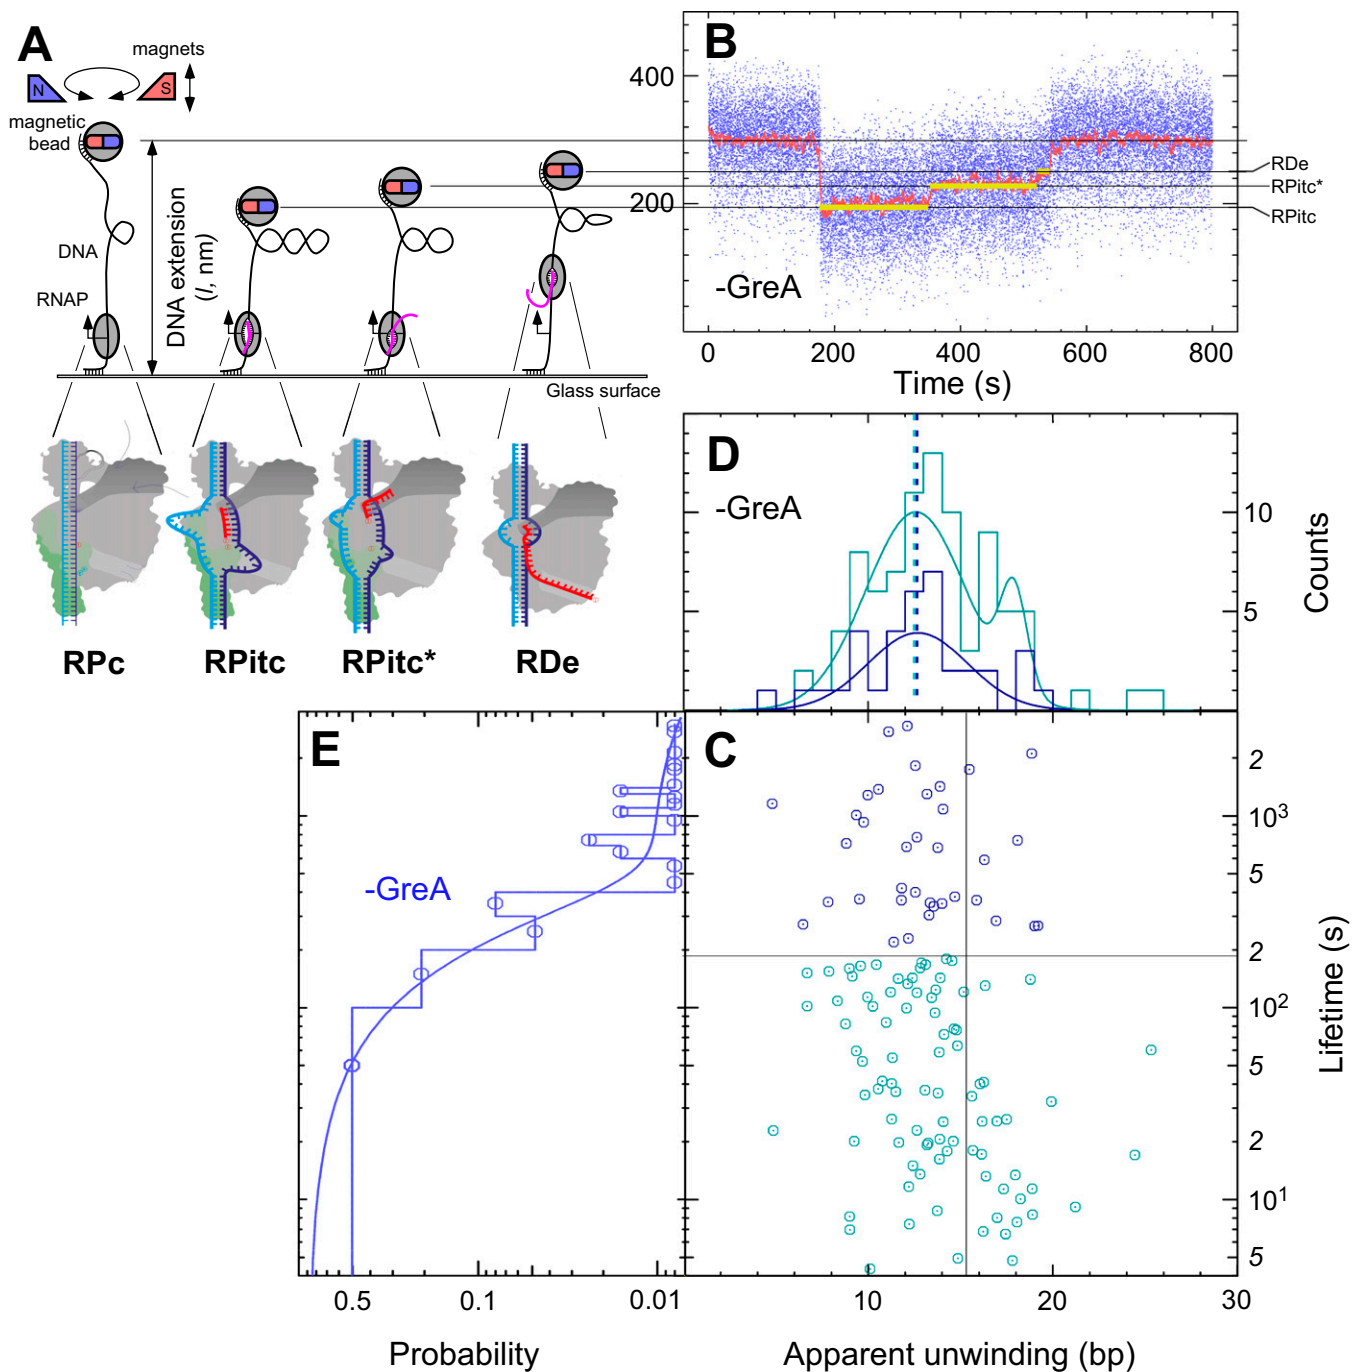 A
magnets
N
S
magnetic
bead
DNA
RNAP
DNA extension
(l, nm)
Glass surface
RPc
RPitc
RPitc*
RDe
B
400
200
-GreA
RDe
RPitc*
RPitc
0
200
400
600
800
Time (s)
D
-GreA
10
5
Counts
E
-GreA
0.5
0.1
0.01
Probability
C
2
10³
5
2
10²
5
2
10¹
5
Lifetime (s)
10
20
30
Apparent unwinding (bp)